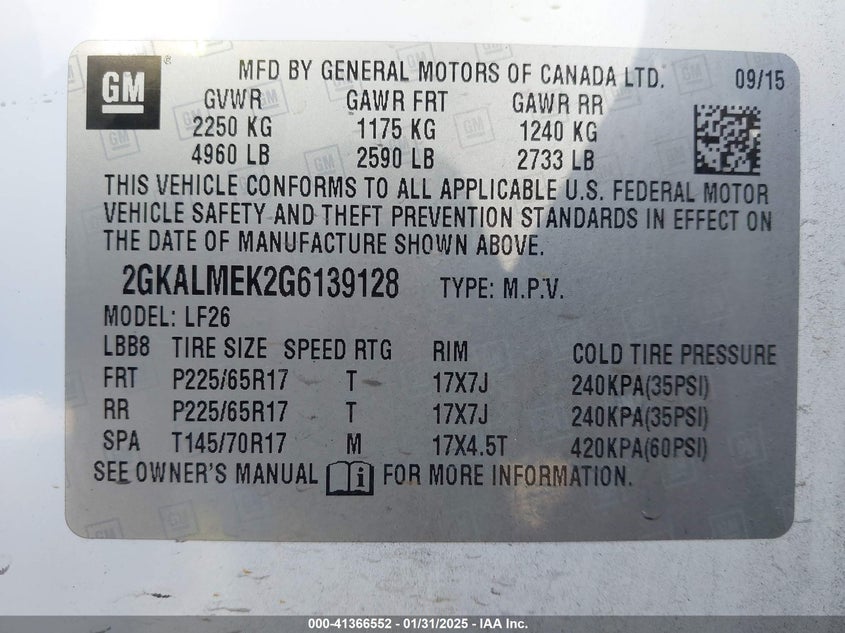 GM ® MFD BY GENERAL MOTORS OF CANADA LTD. 09/15
GVWR GAWR FRT GAWR RR
2250 KG 1175 KG 1240 KG
4960 LB 2590 LB 2733 LB
THIS VEHICLE CONFORMS TO ALL APPLICABLE U.S. FEDERAL MOTOR
VEHICLE SAFETY AND THEFT PREVENTION STANDARDS IN EFFECT ON
THE DATE OF MANUFACTURE SHOWN ABOVE.
2GKALMEK2G6139128 TYPE: M.P.V.
MODEL: LF26
LBB8 TIRE SIZE SPEED RTG RIM COLD TIRE PRESSURE
FRT P225/65R17 T 17X7J 240KPA(35PSI)
RR P225/65R17 T 17X7J 240KPA(35PSI)
SPA T145/70R17 M 17X4.5T 420KPA(60PSI)
SEE OWNER'S MANUAL FOR MORE INFORMATION.
000-41366552 - 01/31/2025 - IAA Inc.